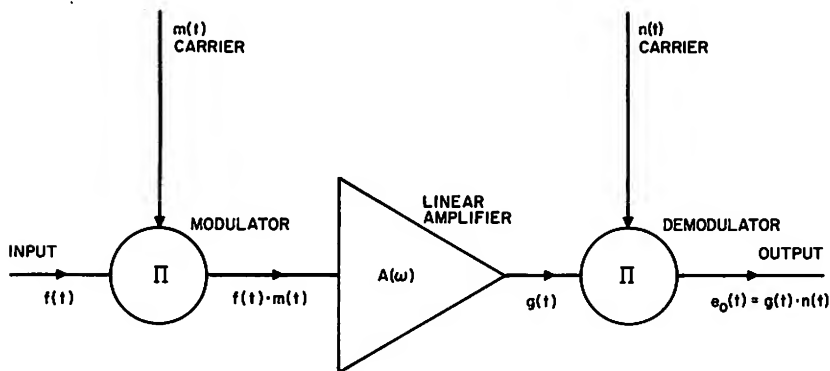 m(t)
CARRIER
n(t)
CARRIER
LINEAR
AMPLIFIER
MODULATOR
DEMODULATOR
INPUT
OUTPUT
Π
A(ω)
Π
f(t)
f(t)·m(t)
g(t)
e₀(t) = g(t)·n(t)